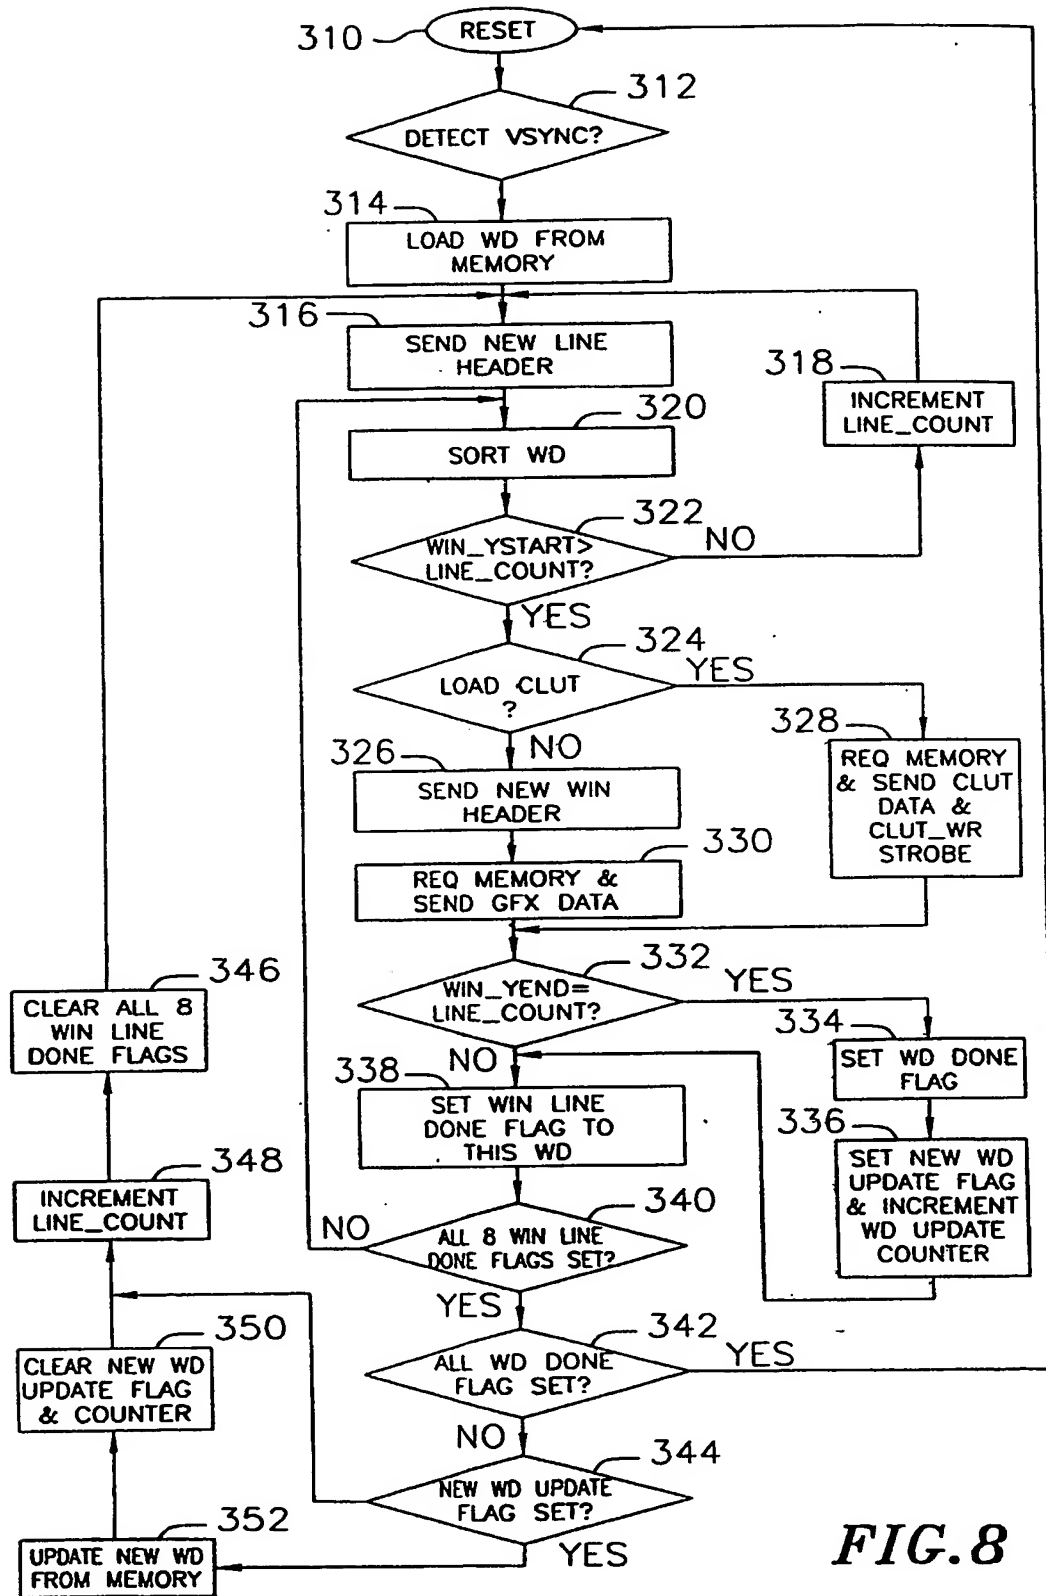 310
RESET
312
DETECT VSYNC?
314
LOAD WD FROM
MEMORY
316
SEND NEW LINE
HEADER
318
INCREMENT
LINE_COUNT
320
SORT WD
322
WIN_YSTART>
LINE_COUNT?
NO
YES
324
LOAD CLUT
?
YES
NO
326
SEND NEW WIN
HEADER
328
REQ MEMORY
& SEND CLUT
DATA &
CLUT_WR
STROBE
330
REQ MEMORY &
SEND GFX DATA
332
WIN_YEND=
LINE_COUNT?
YES
NO
334
SET WD DONE
FLAG
336
SET NEW WD
UPDATE FLAG
& INCREMENT
WD UPDATE
COUNTER
338
SET WIN LINE
DONE FLAG TO
THIS WD
340
ALL 8 WIN LINE
DONE FLAGS SET?
NO
YES
342
ALL WD DONE
FLAG SET?
YES
NO
344
NEW WD UPDATE
FLAG SET?
YES
346
CLEAR ALL 8
WIN LINE
DONE FLAGS
348
INCREMENT
LINE_COUNT
350
CLEAR NEW WD
UPDATE FLAG
& COUNTER
352
UPDATE NEW WD
FROM MEMORY
FIG.8